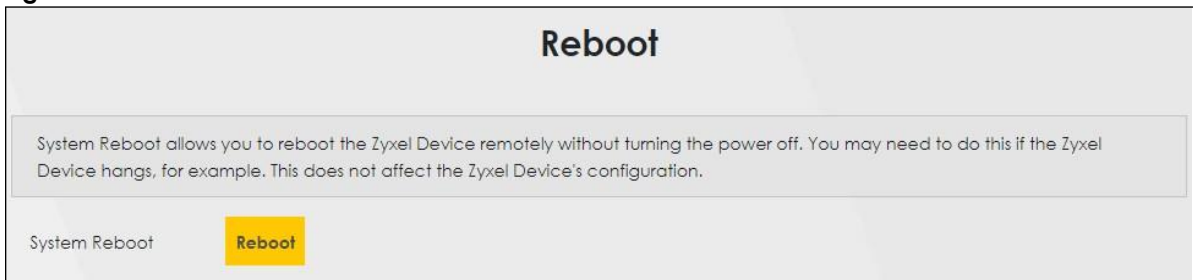 Reboot
System Reboot allows you to reboot the Zyxel Device remotely without turning the power off. You may need to do this if the Zyxel
Device hangs, for example. This does not affect the Zyxel Device's configuration.
System Reboot Reboot